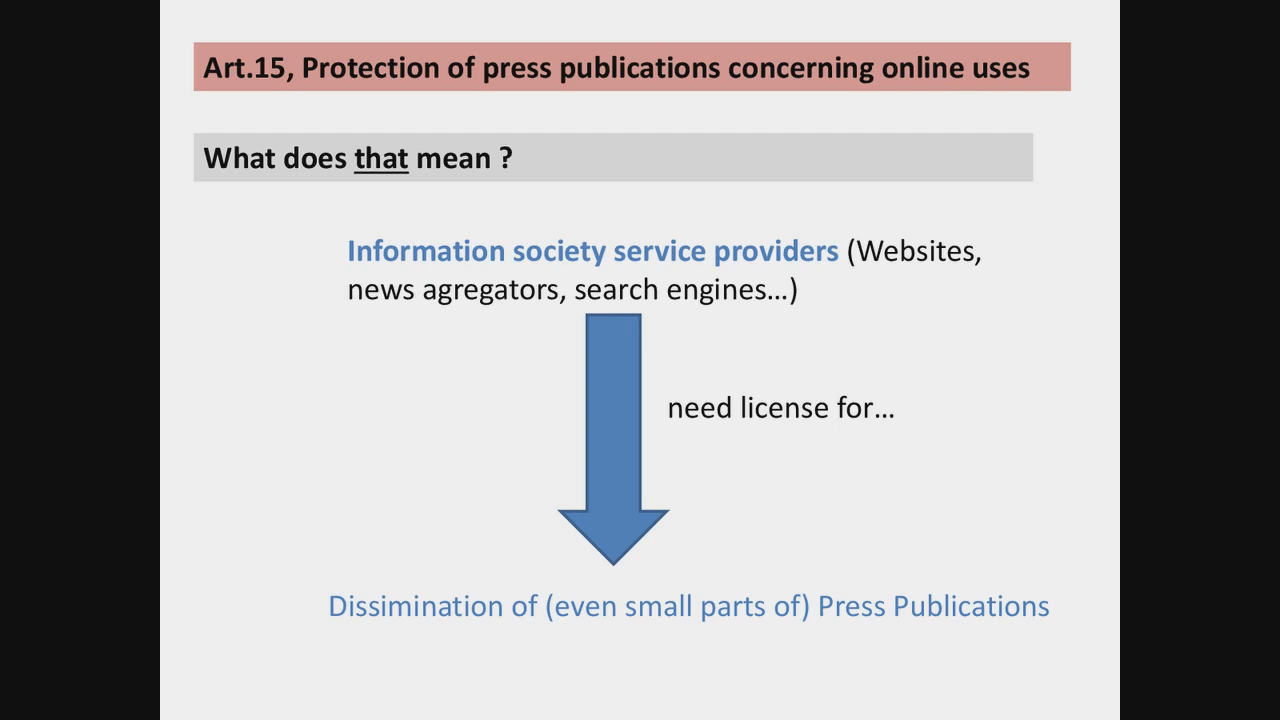 Art.15, Protection of press publications concerning online uses
What does that mean ?
Information society service providers (Websites,
news agregators, search engines…)
need license for…
Dissimination of (even small parts of) Press Publications